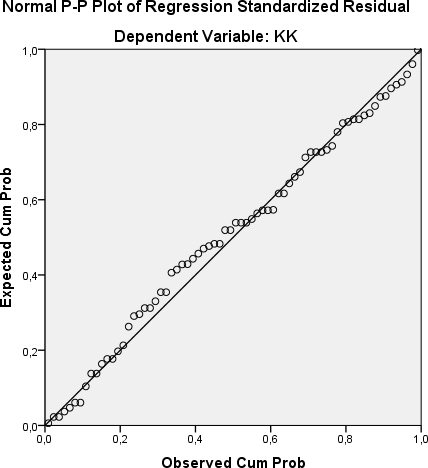 Normal P-P Plot of Regression Standardized Residual
Dependent Variable: KK
1,0
0,8
0,6
0,4
0,2
0,0
Expected Cum Prob
0,0 0,2 0,4 0,6 0,8 1,0
Observed Cum Prob